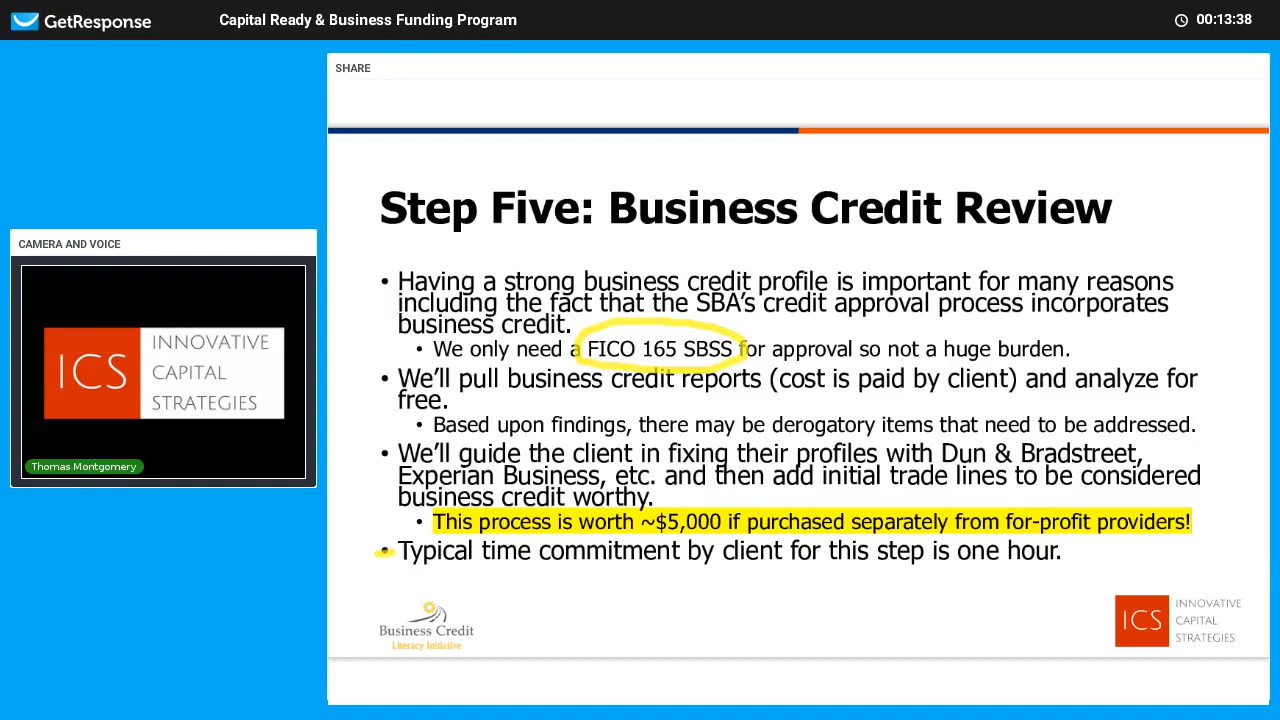 GetResponse
Capital Ready & Business Funding Program
00:13:38
SHARE
CAMERA AND VOICE
ICS
INNOVATIVE
CAPITAL
STRATEGIES
Thomas Montgomery
Step Five: Business Credit Review
• Having a strong business credit profile is important for many reasons
including the fact that the SBA’s credit approval process incorporates
business credit.
• We only need a FICO 165 SBSS for approval so not a huge burden.
• We’ll pull business credit reports (cost is paid by client) and analyze for
free.
• Based upon findings, there may be derogatory items that need to be addressed.
• We’ll guide the client in fixing their profiles with Dun & Bradstreet,
Experian Business, etc. and then add initial trade lines to be considered
business credit worthy.
• This process is worth ~$5,000 if purchased separately from for-profit providers!
• Typical time commitment by client for this step is one hour.
Business Credit
Literacy Initiative
ICS
INNOVATIVE
CAPITAL
STRATEGIES